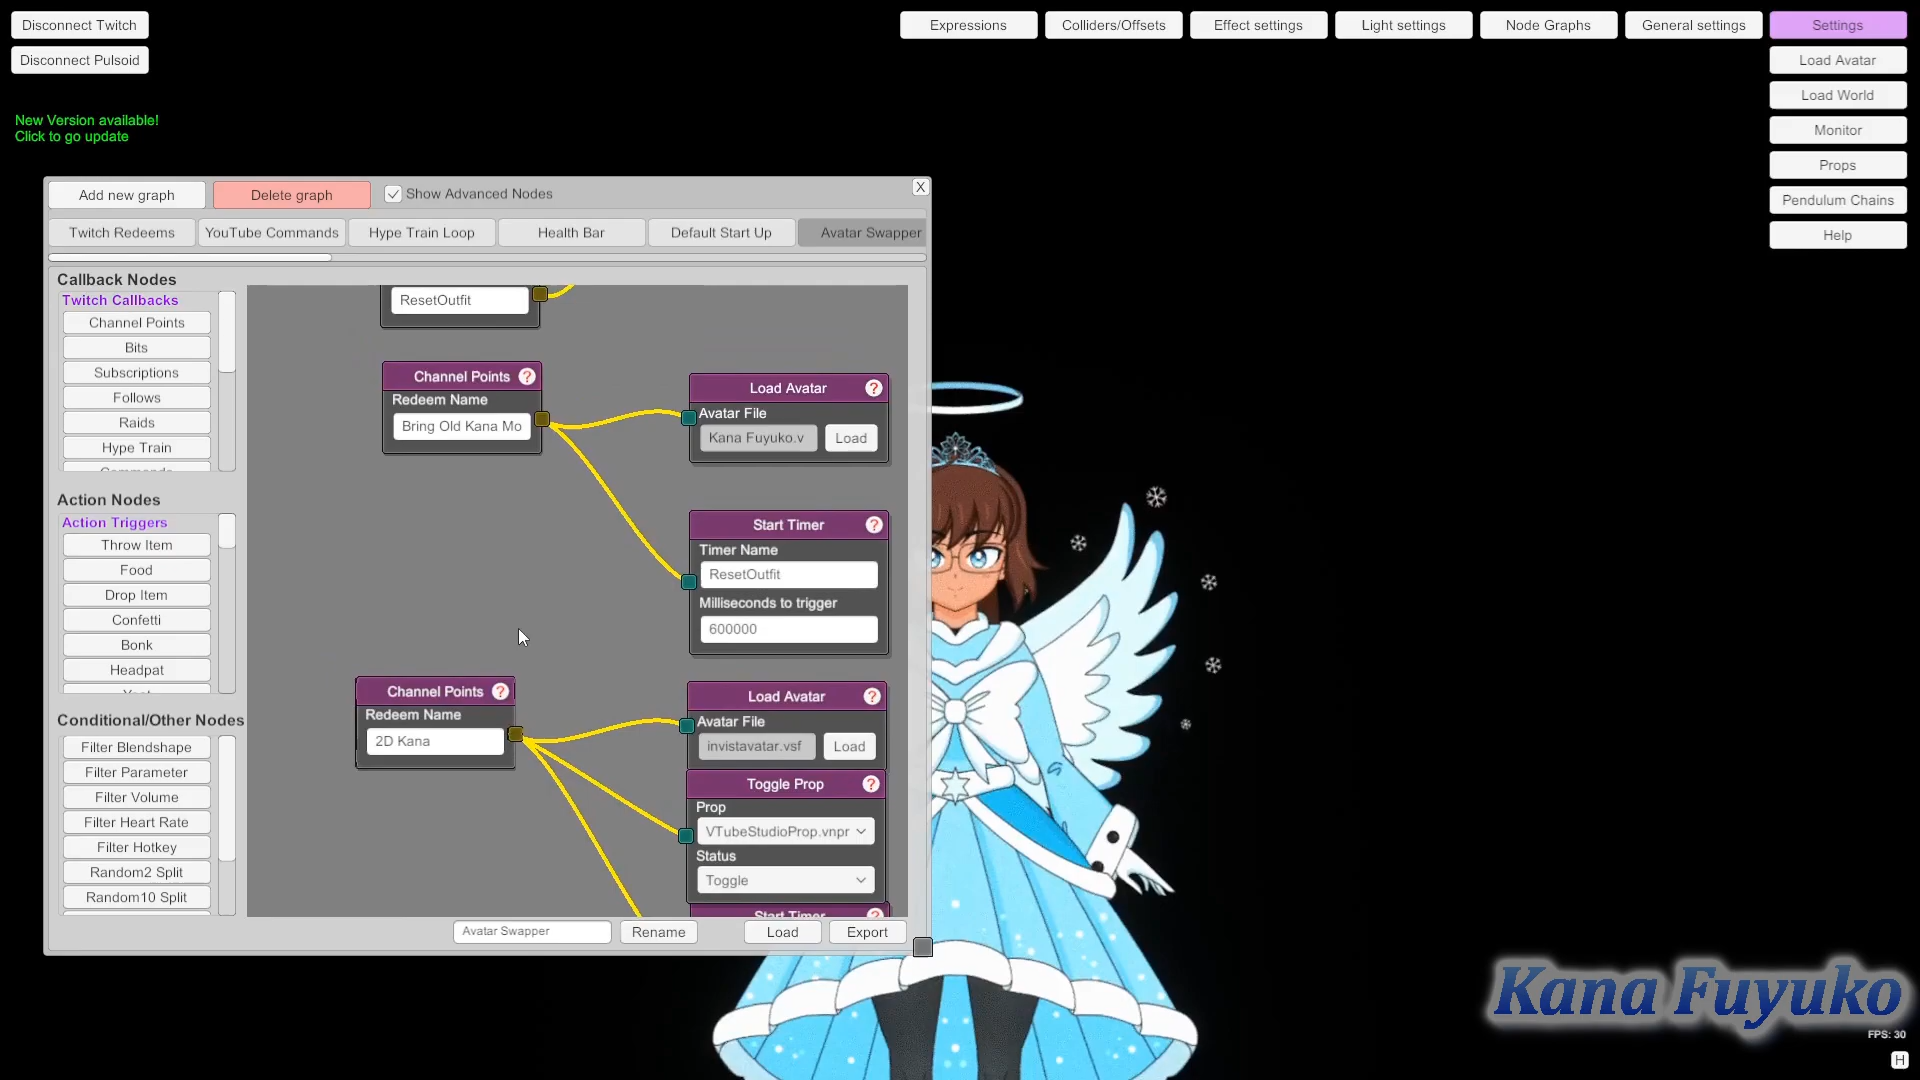 Disconnect Twitch
Disconnect Pulsoid
New Version available!
Click to go update
Expressions
Colliders/Offsets
Effect settings
Light settings
Node Graphs
General settings
Settings
Load Avatar
Load World
Monitor
Props
Pendulum Chains
Help
Add new graph
Delete graph
Show Advanced Nodes
X
Twitch Redeems
YouTube Commands
Hype Train Loop
Health Bar
Default Start Up
Avatar Swapper
Callback Nodes
Twitch Callbacks
Channel Points
Bits
Subscriptions
Follows
Raids
Hype Train
Commands
Action Nodes
Action Triggers
Throw Item
Food
Drop Item
Confetti
Bonk
Headpat
Conditional/Other Nodes
Filter Blendshape
Filter Parameter
Filter Volume
Filter Heart Rate
Filter Hotkey
Random2 Split
Random10 Split
ResetOutfit
Channel Points ?
Redeem Name
Bring Old Kana Mo
Load Avatar ?
Avatar File
Kana Fuyuko.v
Load
Start Timer ?
Timer Name
ResetOutfit
Milliseconds to trigger
600000
Channel Points ?
Redeem Name
2D Kana
Load Avatar ?
Avatar File
invistavatar.vsf
Load
Toggle Prop ?
Prop
VTubeStudioProp.vnpr
Status
Toggle
Start Timer ?
Avatar Swapper
Rename
Load
Export
Kana Fuyuko
FPS: 30
H